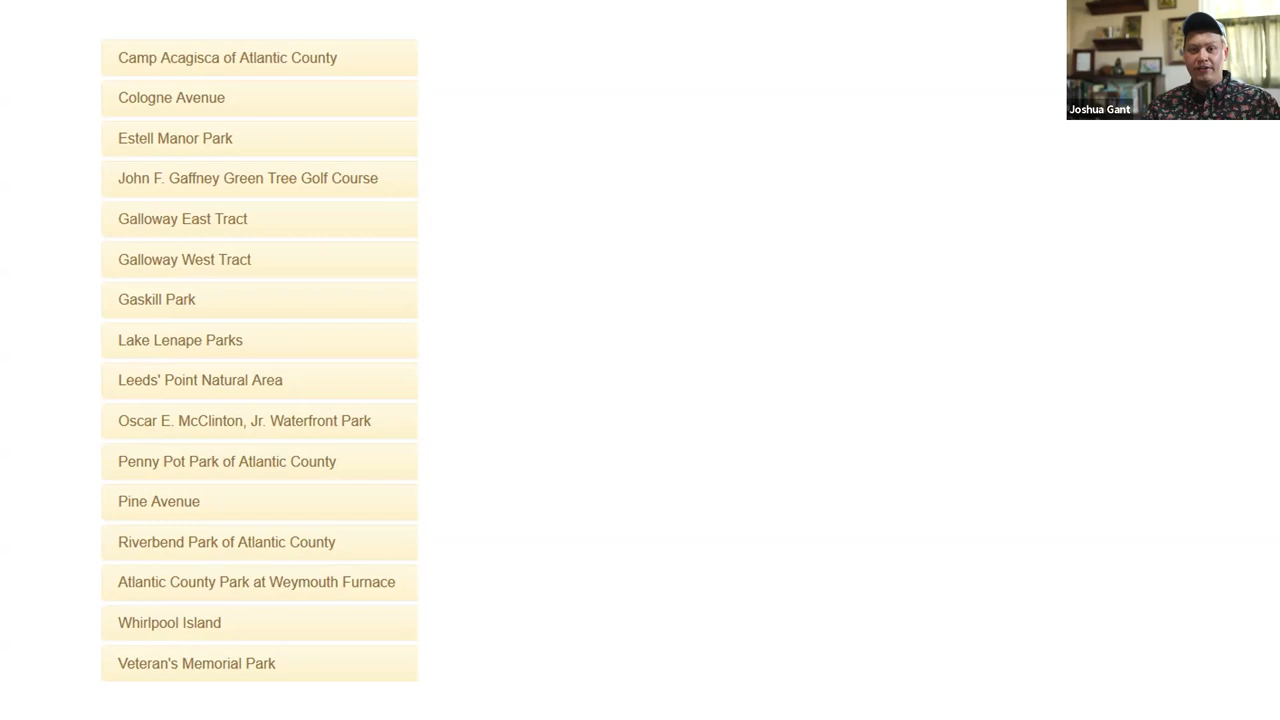 Camp Acagisca of Atlantic County
Cologne Avenue
Estell Manor Park
John F. Gaffney Green Tree Golf Course
Galloway East Tract
Galloway West Tract
Gaskill Park
Lake Lenape Parks
Leeds' Point Natural Area
Oscar E. McClinton, Jr. Waterfront Park
Penny Pot Park of Atlantic County
Pine Avenue
Riverbend Park of Atlantic County
Atlantic County Park at Weymouth Furnace
Whirlpool Island
Veteran's Memorial Park
Joshua Gant